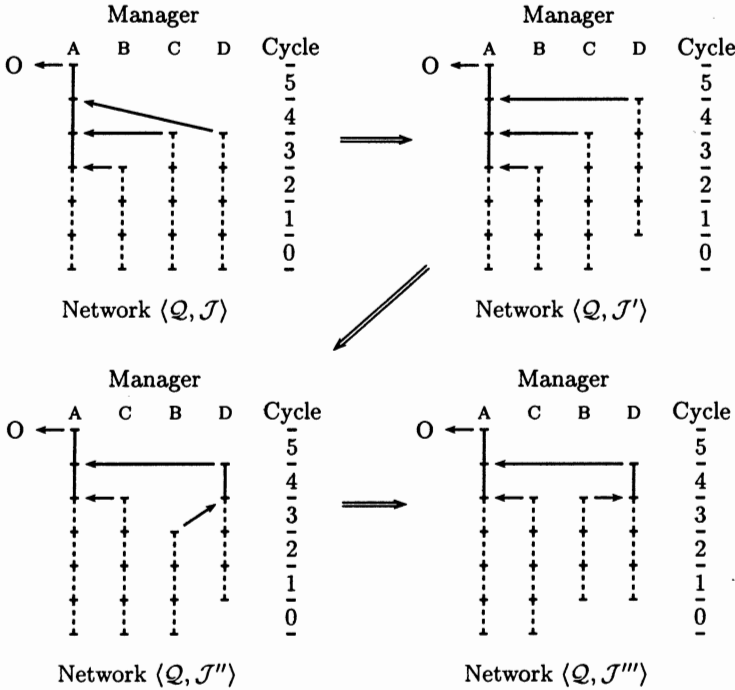 Manager
A B C D Cycle
O
5
4
3
2
1
0
Network ⟨𝒬, 𝒥⟩
Manager
A B C D Cycle
O
5
4
3
2
1
0
Network ⟨𝒬, 𝒥′⟩
Manager
A C B D Cycle
O
5
4
3
2
1
0
Network ⟨𝒬, 𝒥″⟩
Manager
A C B D Cycle
O
5
4
3
2
1
0
Network ⟨𝒬, 𝒥‴⟩